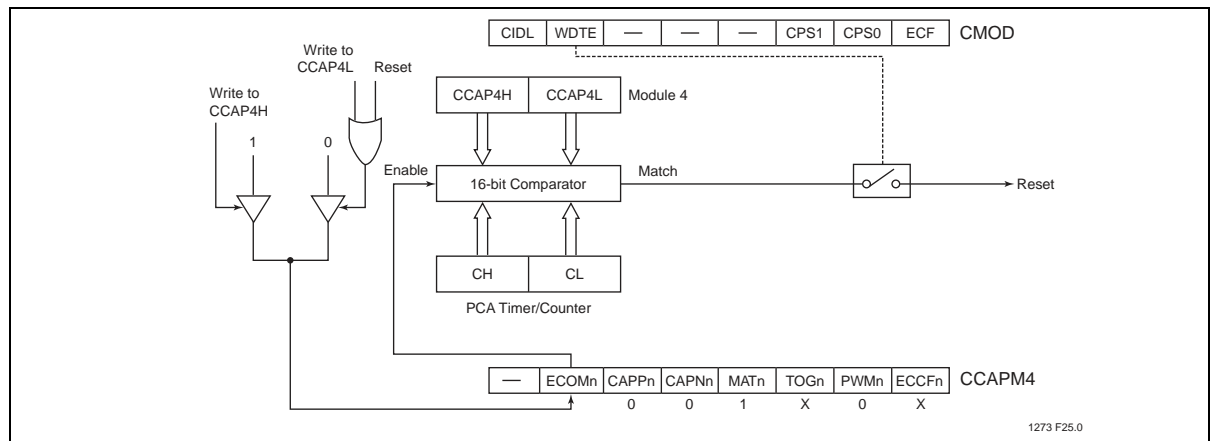 CIDL WDTE — — — CPS1 CPS0 ECF CMOD
Write to
CCAP4L Reset
Write to
CCAP4H
CCAP4H CCAP4L Module 4
1 0
Enable 16-bit Comparator Match Reset
CH CL
PCA Timer/Counter
— ECOMn CAPPn CAPNn MATn TOGn PWMn ECCFn CCAPM4
0 0 1 X 0 X
1273 F25.0